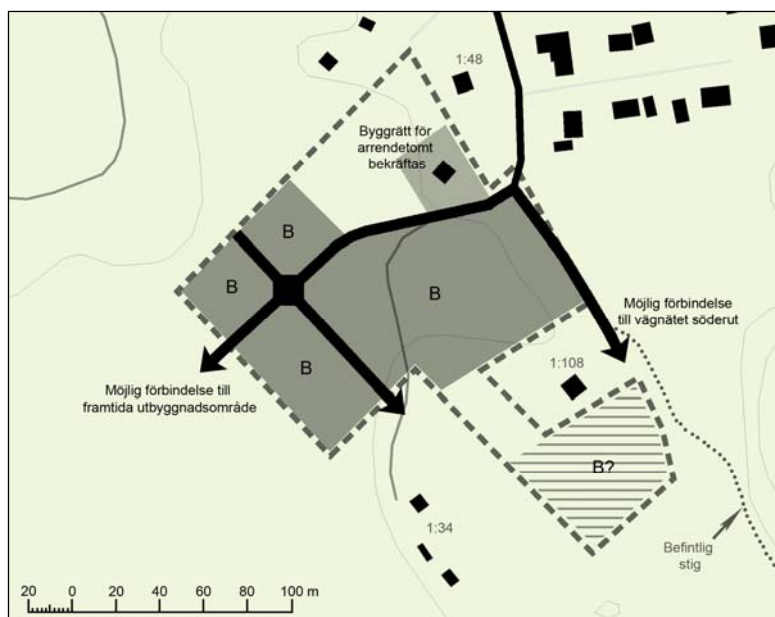 1:48
Byggrätt för
arrendetomt
bekräftas
B
B
B
B
Möjlig förbindelse
till vägnätet söderut
1:108
Möjlig förbindelse till
framtida utbyggnadsområde
B?
1:34
Befintlig
stig
20 0 20 40 60 80 100 m